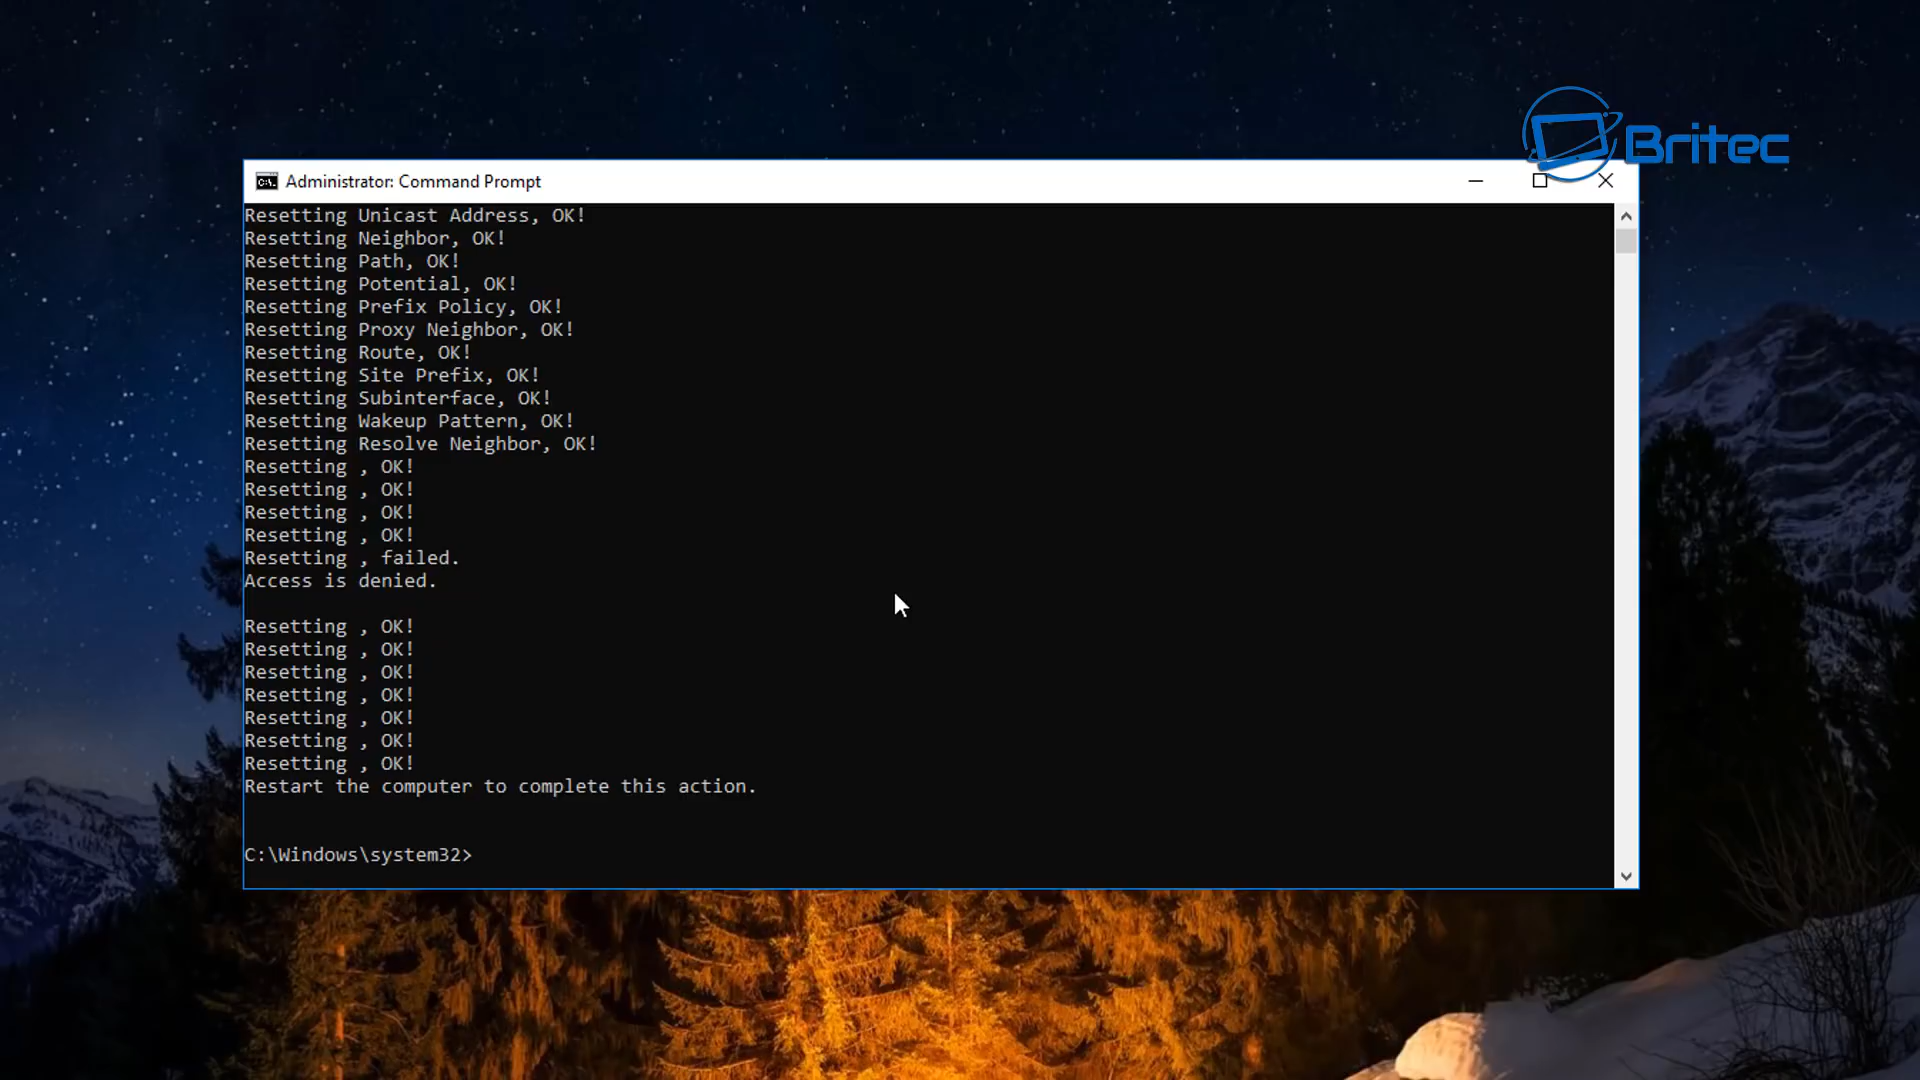 Britec
Administrator: Command Prompt
Resetting Unicast Address, OK!
Resetting Neighbor, OK!
Resetting Path, OK!
Resetting Potential, OK!
Resetting Prefix Policy, OK!
Resetting Proxy Neighbor, OK!
Resetting Route, OK!
Resetting Site Prefix, OK!
Resetting Subinterface, OK!
Resetting Wakeup Pattern, OK!
Resetting Resolve Neighbor, OK!
Resetting , OK!
Resetting , OK!
Resetting , OK!
Resetting , OK!
Resetting , failed.
Access is denied.
Resetting , OK!
Resetting , OK!
Resetting , OK!
Resetting , OK!
Resetting , OK!
Resetting , OK!
Resetting , OK!
Restart the computer to complete this action.
C:\Windows\system32>